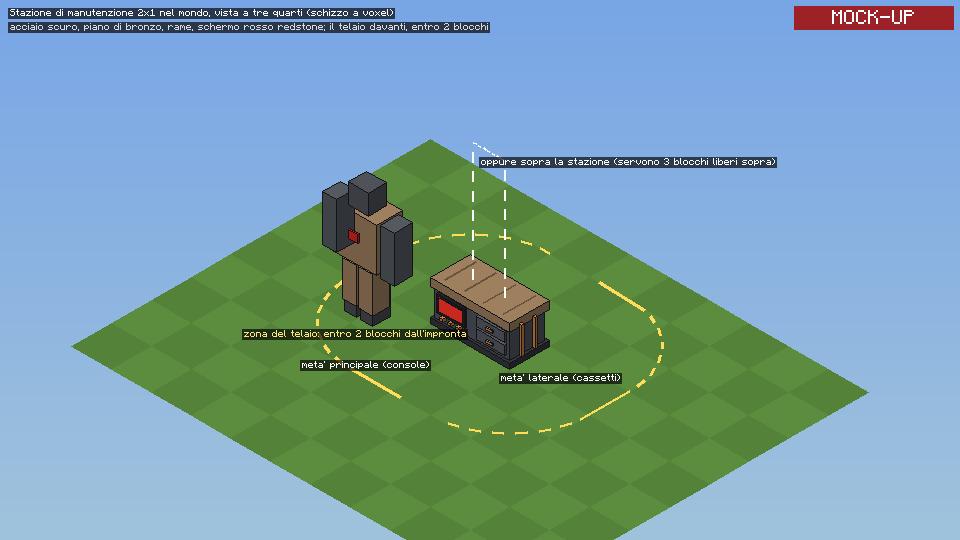 Stazione di manutenzione 2x1 nel mondo, vista a tre quarti (schizzo a voxel)
MOCK-UP
acciaio scuro, piano di bronzo, rame, schermo rosso redstone; il telaio davanti, entro 2 blocchi
oppure sopra la stazione (servono 3 blocchi liberi sopra)
zona del telaio: entro 2 blocchi dall'impronta
meta' principale (console)
meta' laterale (cassetti)